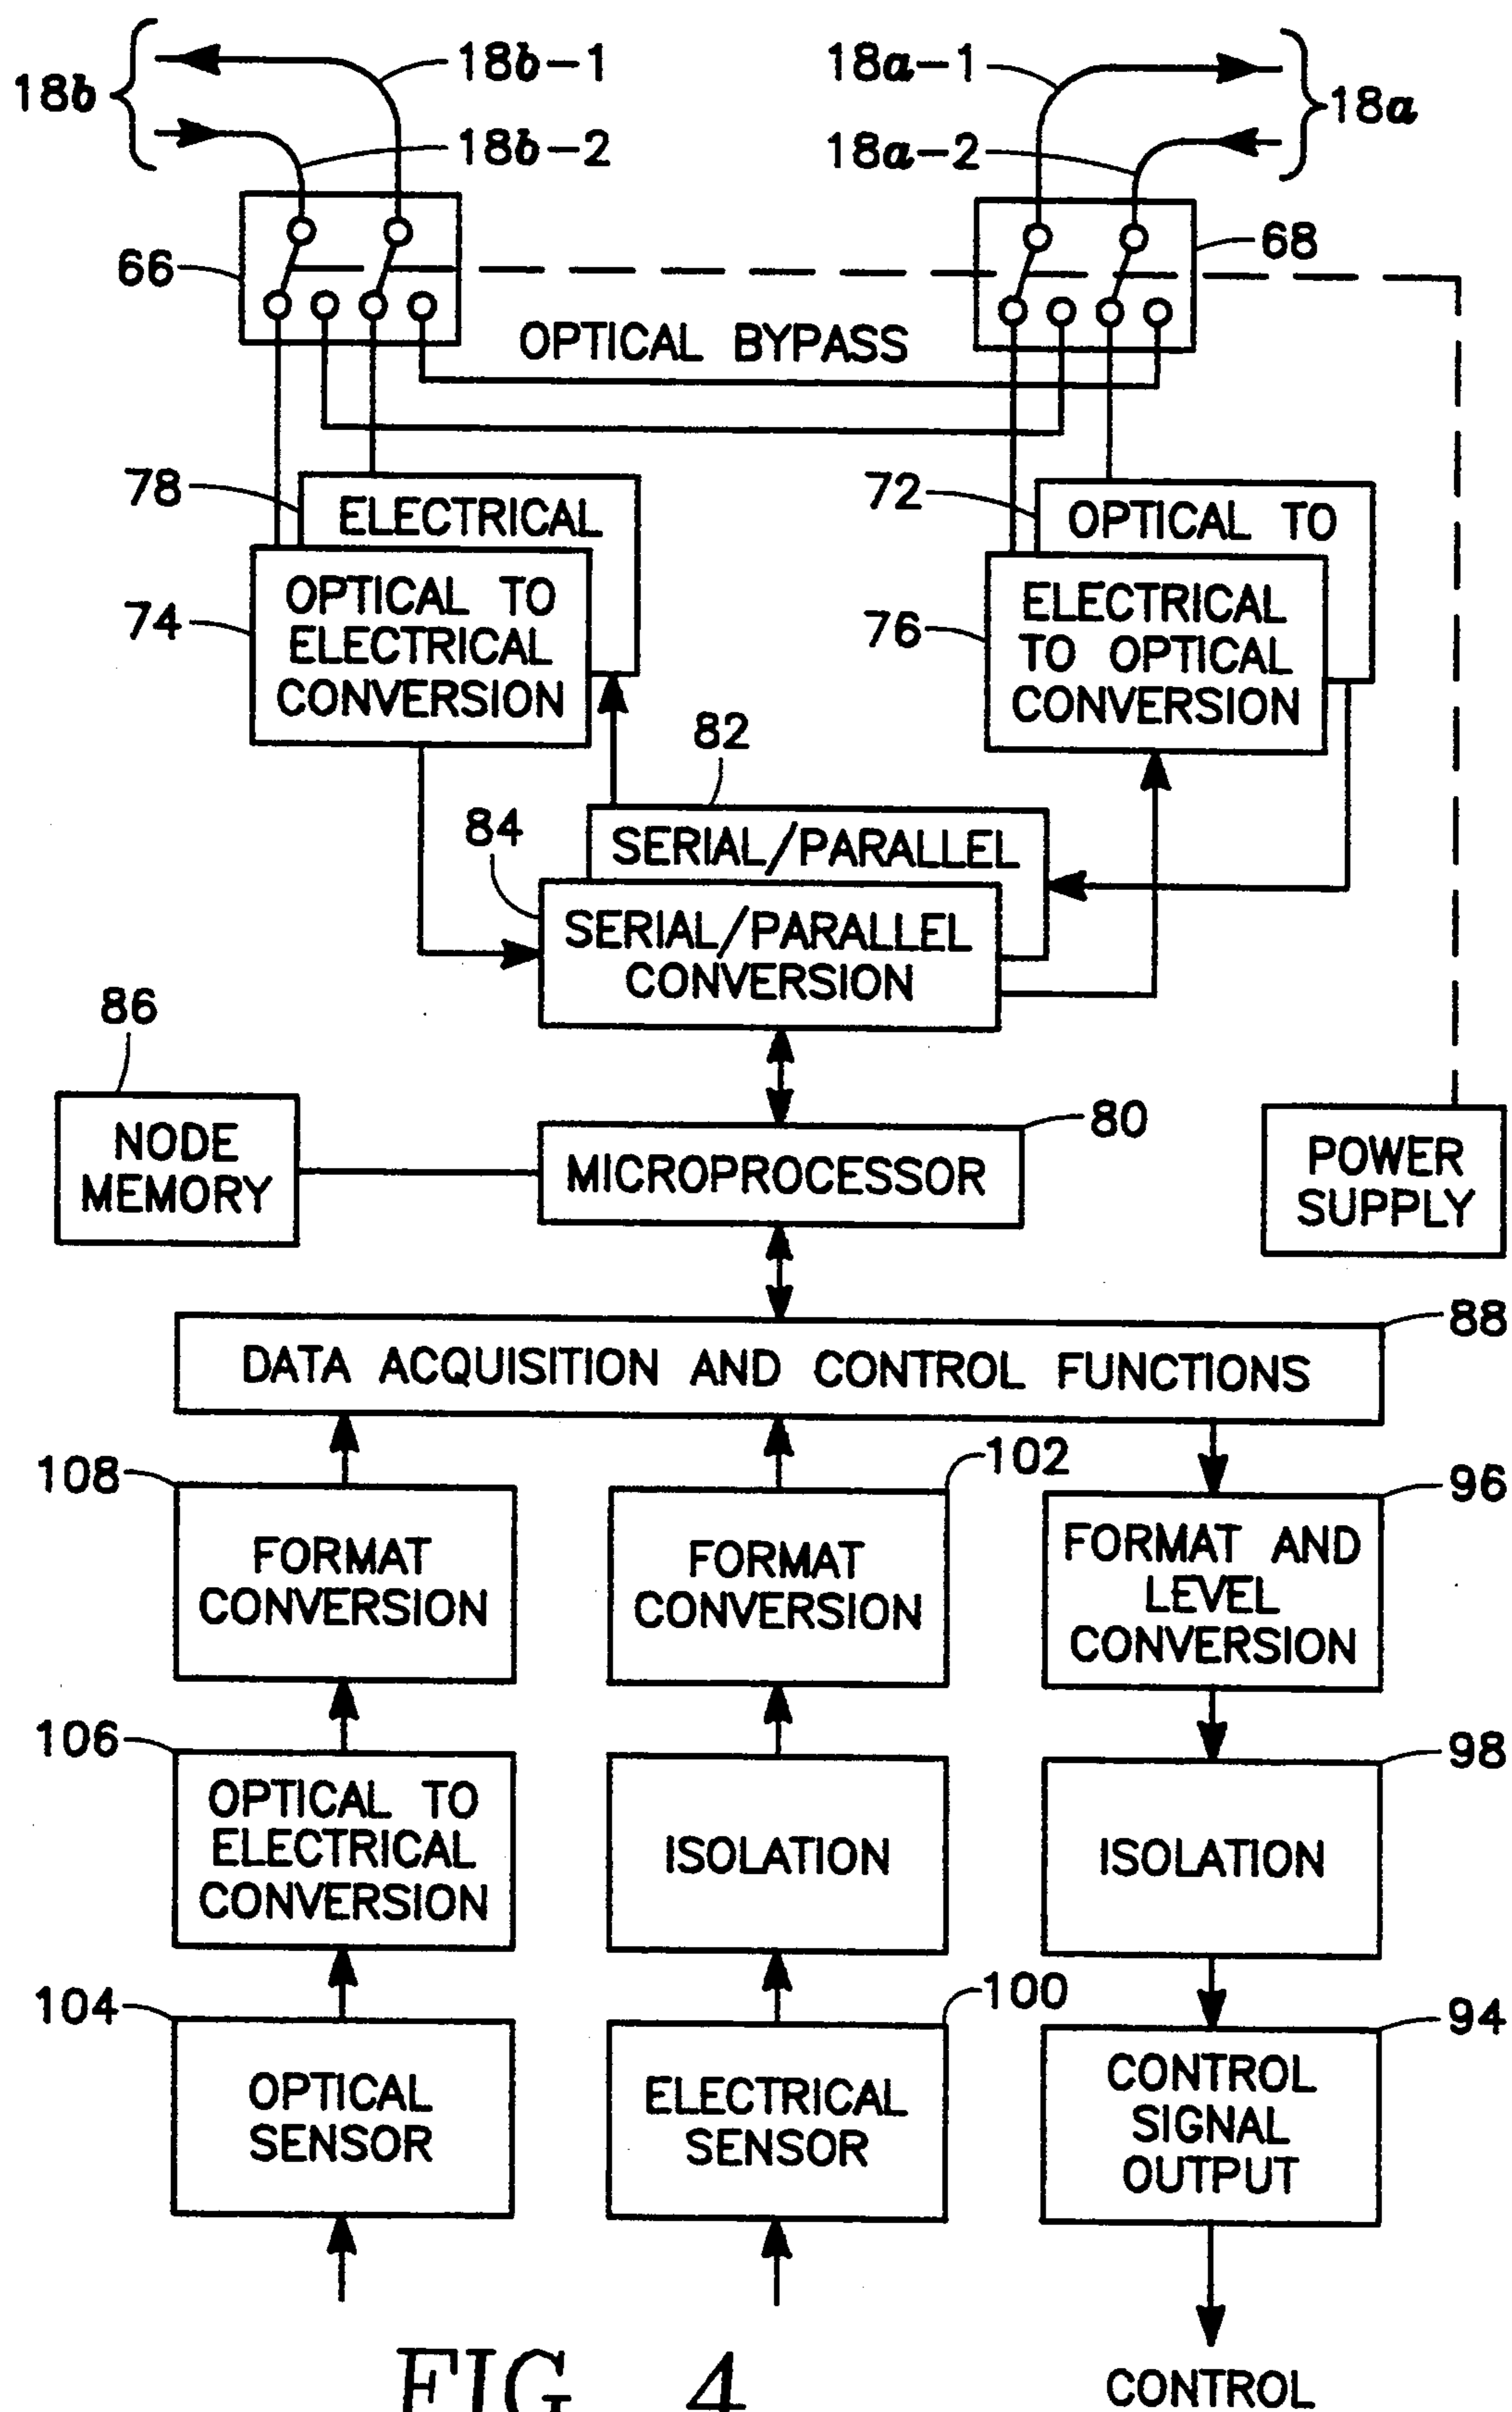 18b
18b-1
18a-1
18a
18b-2
18a-2
66
68
OPTICAL BYPASS
78
ELECTRICAL
72
OPTICAL TO
74
OPTICAL TO
ELECTRICAL
CONVERSION
76
ELECTRICAL
TO OPTICAL
CONVERSION
82
SERIAL/PARALLEL
84
SERIAL/PARALLEL
CONVERSION
86
NODE
MEMORY
80
MICROPROCESSOR
POWER
SUPPLY
88
DATA ACQUISITION AND CONTROL FUNCTIONS
108
FORMAT
CONVERSION
102
FORMAT
CONVERSION
96
FORMAT AND
LEVEL
CONVERSION
106
OPTICAL TO
ELECTRICAL
CONVERSION
ISOLATION
98
ISOLATION
104
OPTICAL
SENSOR
100
ELECTRICAL
SENSOR
94
CONTROL
SIGNAL
OUTPUT
CONTROL
FIG. 4